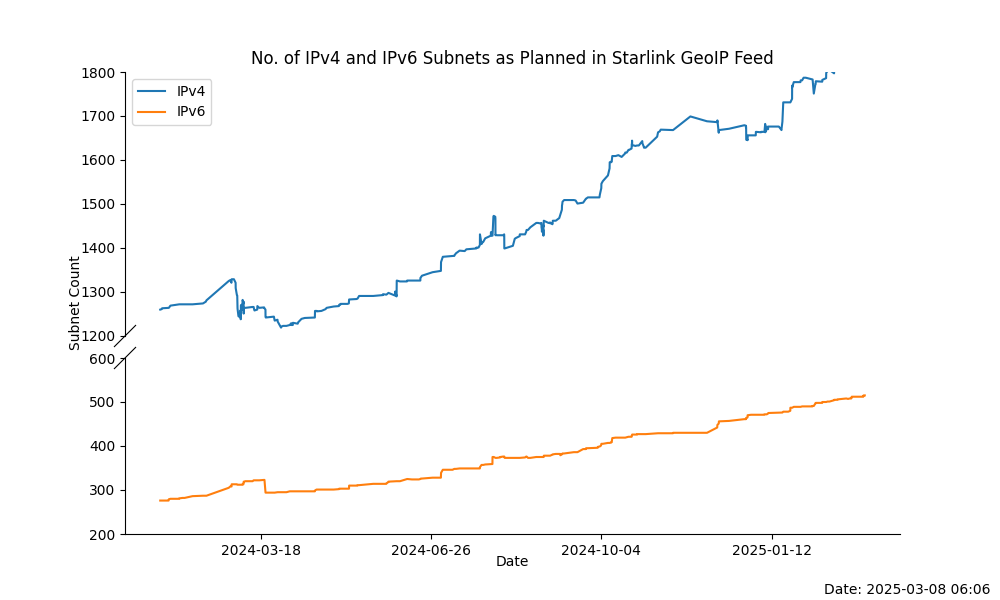 No. of IPv4 and IPv6 Subnets as Planned in Starlink GeoIP Feed
1800
1700
1600
1500
1400
1300
1200
600
500
400
300
200
Subnet Count
IPv4
IPv6
2024-03-18
2024-06-26
2024-10-04
2025-01-12
Date
Date: 2025-03-08 06:06